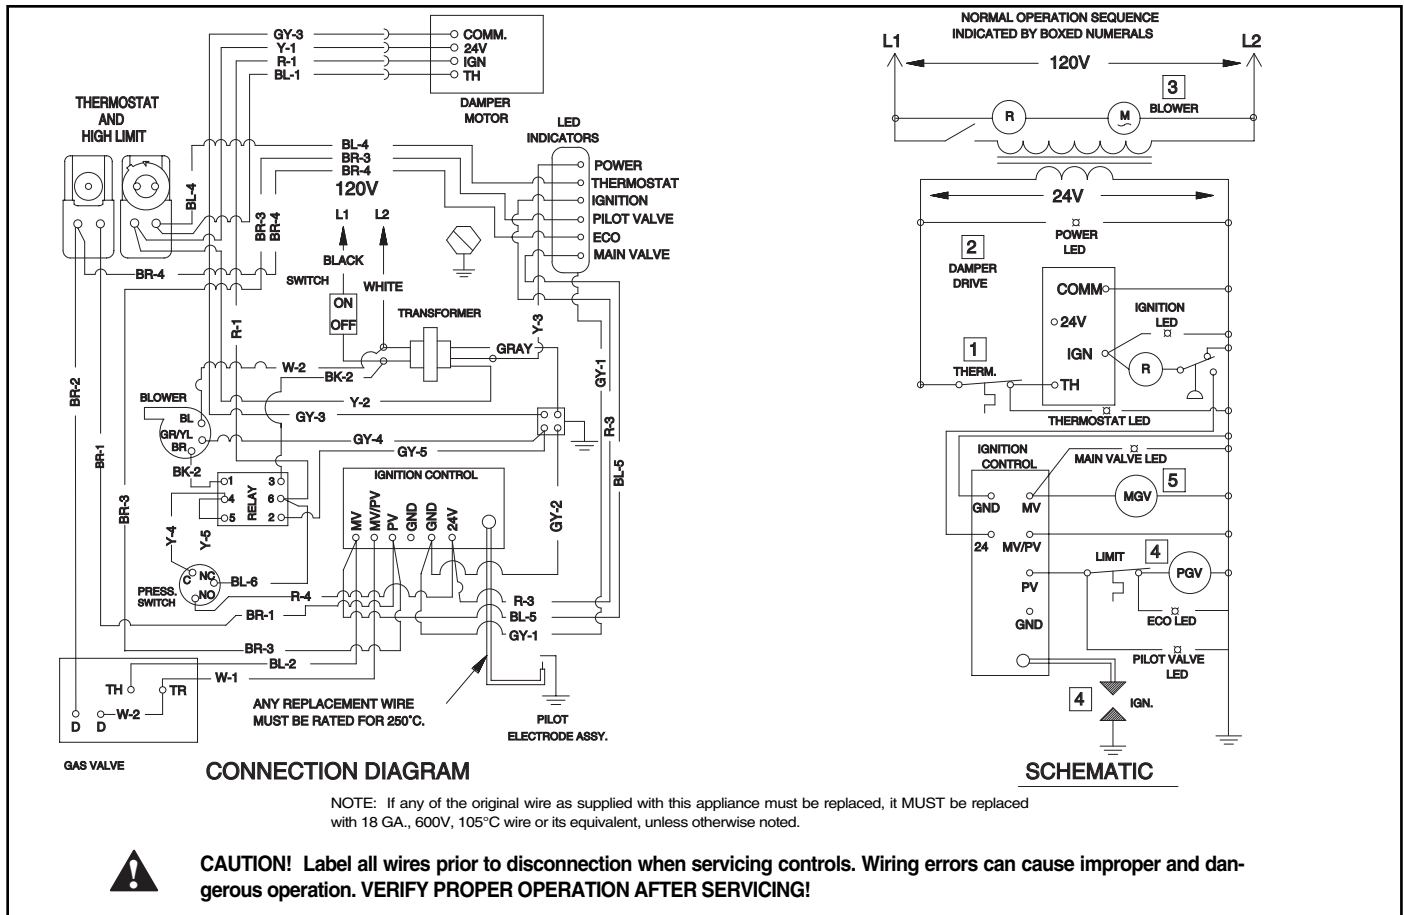 GY-3
Y-1
R-1
BL-1
COMM.
24V
IGN
TH
DAMPER
MOTOR
THERMOSTAT
AND
HIGH LIMIT
LED
INDICATORS
BL-4
BR-3
BR-4
120V
POWER
THERMOSTAT
IGNITION
PILOT VALVE
ECO
MAIN VALVE
BL-4
BR-3
BR-4
L1
L2
BLACK
WHITE
SWITCH
ON
OFF
BR-4
TRANSFORMER
R-1
Y-3
GRAY
W-2
BK-2
Y-2
GY-3
GY-4
GY-5
GY-1
R-3
BL-5
BR-2
BR-1
BR-3
BLOWER
BL
GR/YL
BR
BK-2
1
4
5
RELAY
3
6
2
Y-4
Y-5
IGNITION CONTROL
MV
MV/PV
PV
GND
GND
24V
GY-2
C
NC
NO
PRESS.
SWITCH
BL-6
R-4
BR-1
R-3
BL-5
GY-1
BR-3
BL-2
W-1
TH
TR
W-2
D
D
GAS VALVE
ANY REPLACEMENT WIRE
MUST BE RATED FOR 250°C.
PILOT
ELECTRODE ASSY.
CONNECTION DIAGRAM
NORMAL OPERATION SEQUENCE
INDICATED BY BOXED NUMERALS
L1
L2
120V
3
BLOWER
R
M
24V
POWER
LED
2
DAMPER
DRIVE
COMM
24V
IGN
TH
IGNITION
LED
R
1
THERM.
THERMOSTAT LED
IGNITION
CONTROL
MAIN VALVE LED
GND
MV
MGV
5
24
MV/PV
LIMIT
4
PV
PGV
GND
ECO LED
PILOT VALVE
LED
4
IGN.
SCHEMATIC
NOTE: If any of the original wire as supplied with this appliance must be replaced, it MUST be replaced
with 18 GA., 600V, 105°C wire or its equivalent, unless otherwise noted.
CAUTION! Label all wires prior to disconnection when servicing controls. Wiring errors can cause improper and dan-
gerous operation. VERIFY PROPER OPERATION AFTER SERVICING!